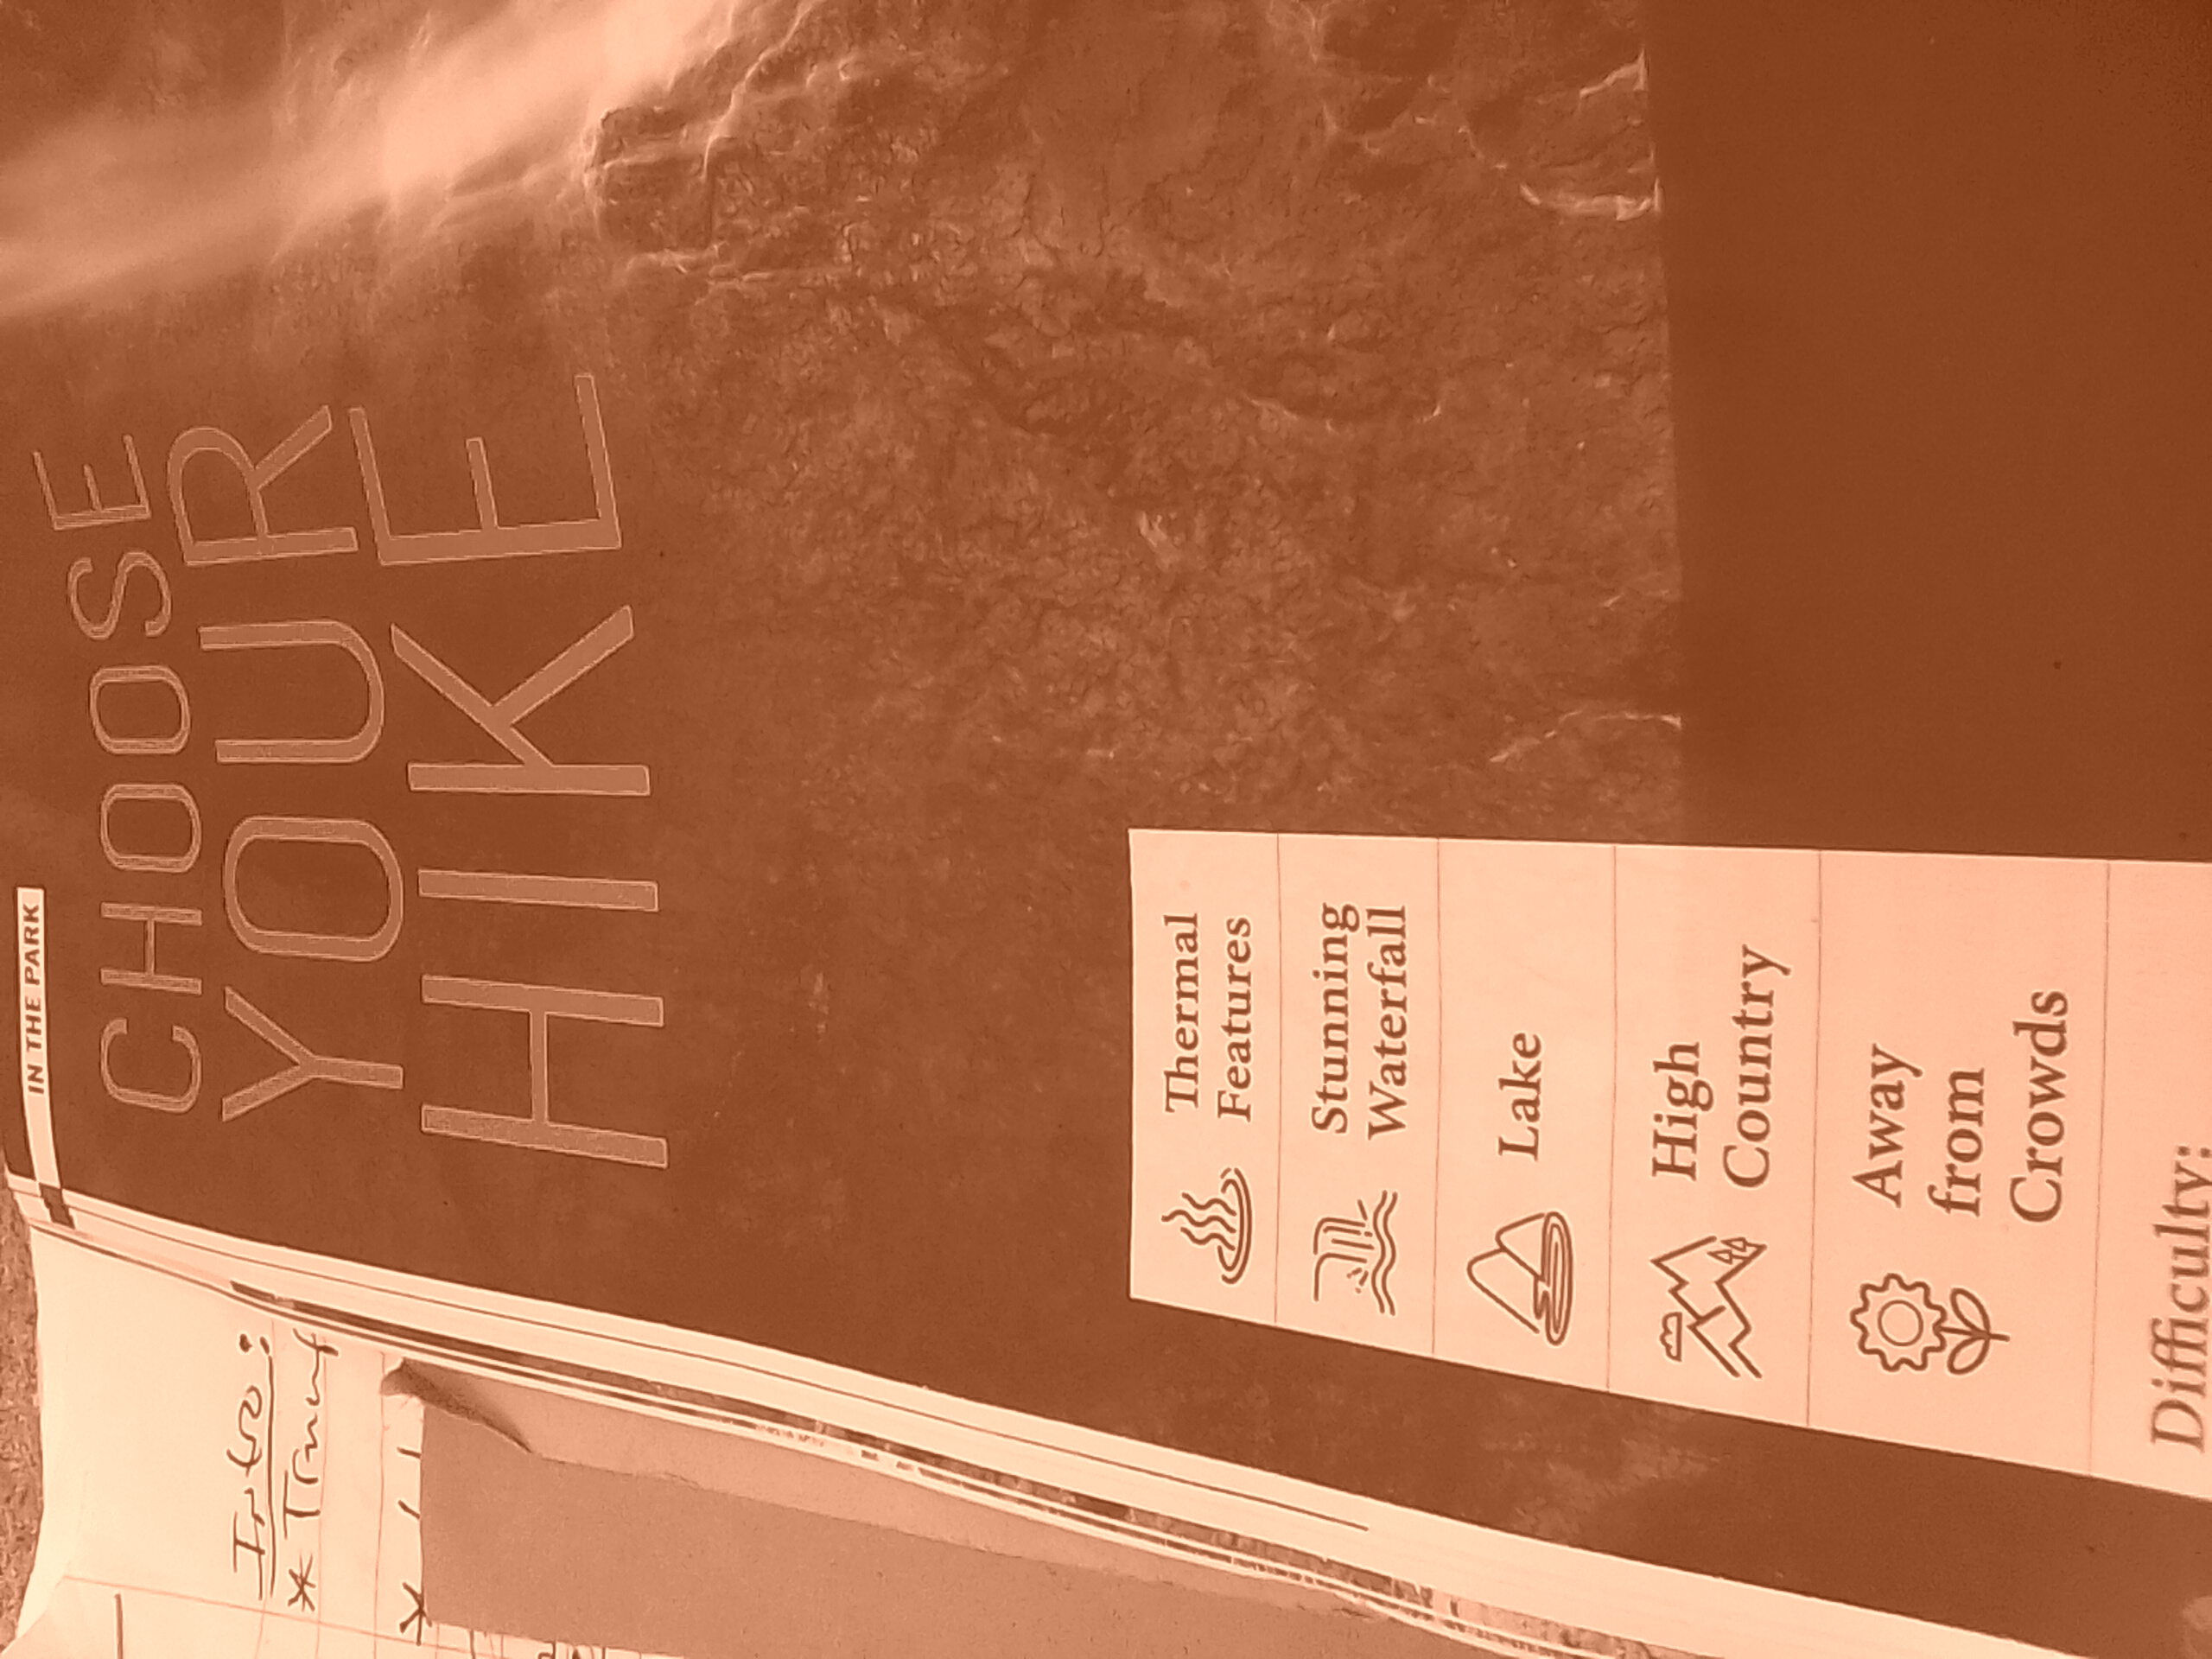 IN THE PARK
CHOOSE
YOUR
HIKE
Intro:
Thermal
Features
Stunning
Waterfall
Lake
High
Country
Away
from
Crowds
Difficulty: